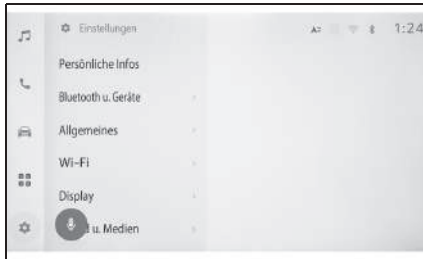 Einstellungen
1:24
Persönliche Infos
Bluetooth u. Geräte
Allgemeines
Wi-Fi
Display
u. Medien